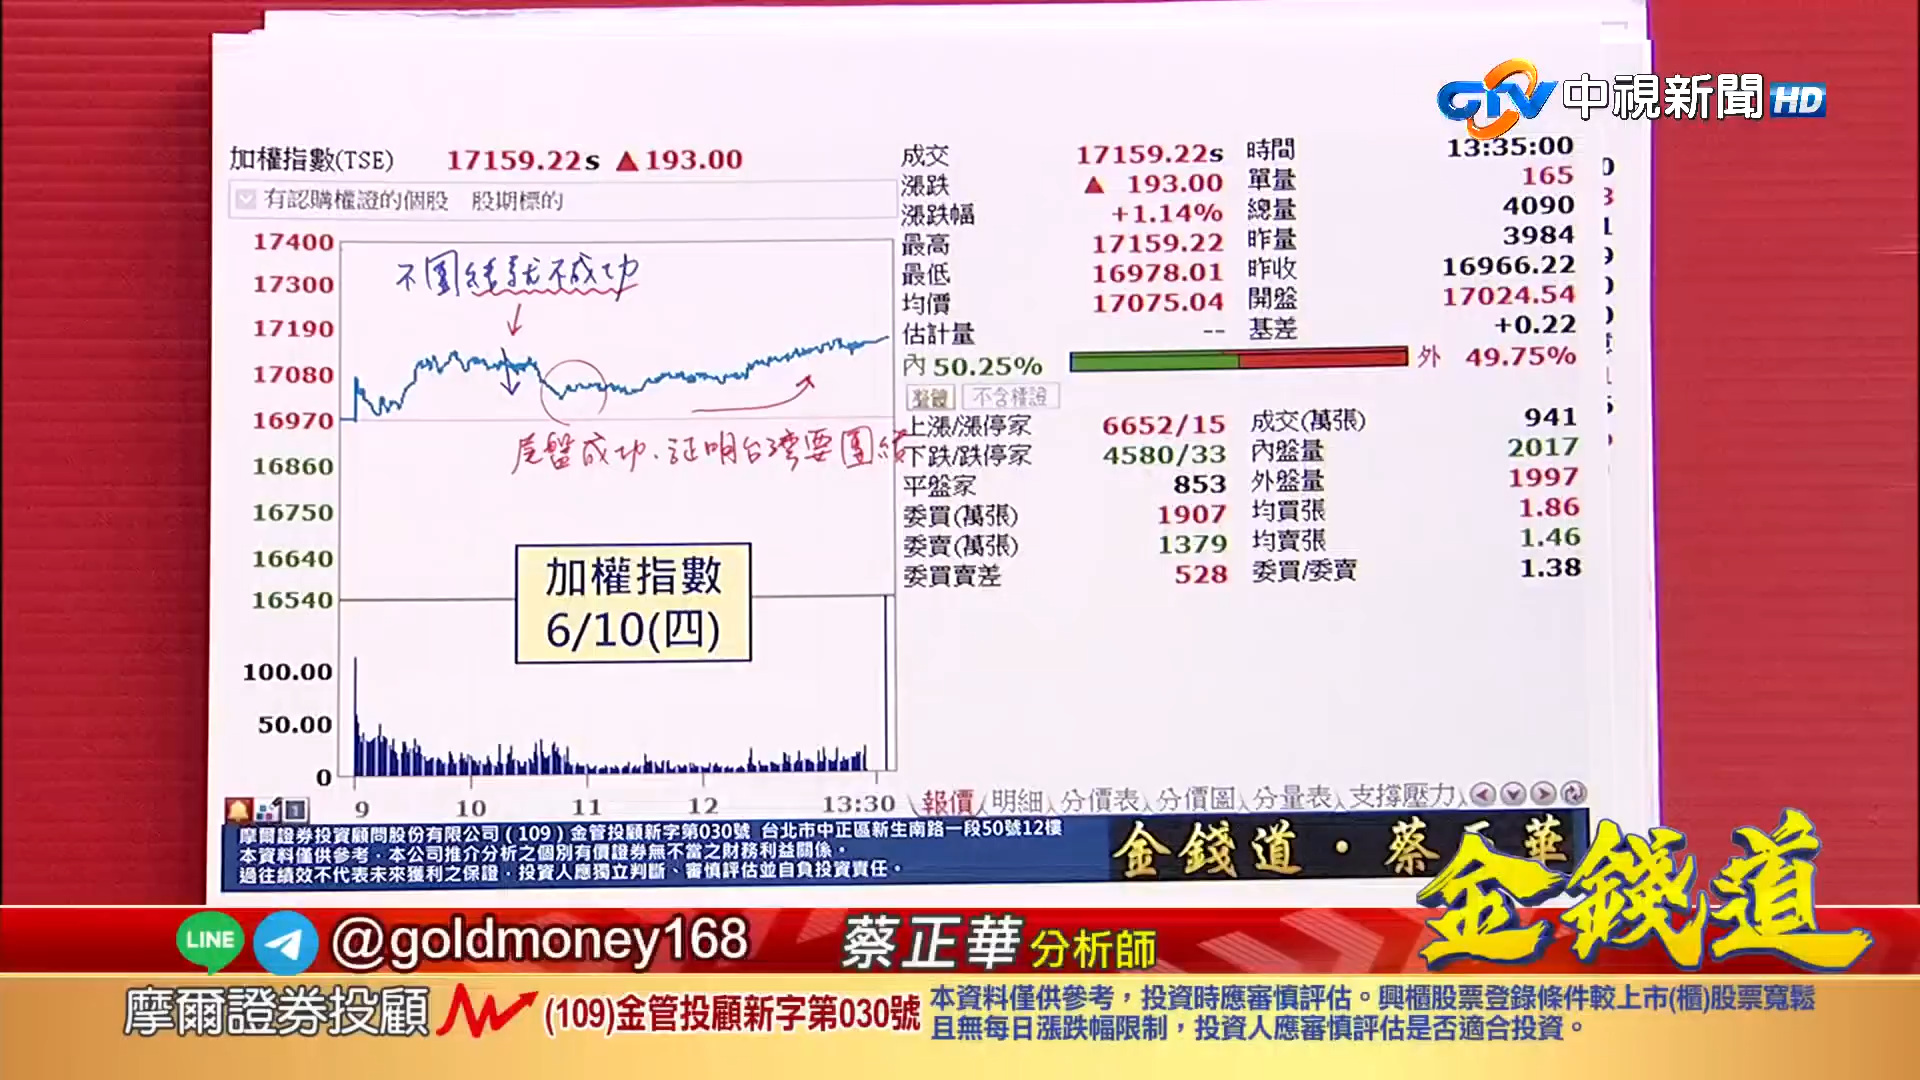 CTV 中視新聞 HD
加權指數(TSE) 17159.22s ▲193.00
有認購權證的個股 股期標的
17400
17300
17190
17080
16970
16860
16750
16640
16540
100.00
50.00
0
9 10 11 12 13:30
不團結就不成功
尾盤成功.証明台灣要團結
加權指數
6/10(四)
成交 17159.22s 時間 13:35:00
漲跌 ▲ 193.00 單量 165
漲跌幅 +1.14% 總量 4090
最高 17159.22 昨量 3984
最低 16978.01 昨收 16966.22
均價 17075.04 開盤 17024.54
估計量 -- 基差 +0.22
內 50.25% 外 49.75%
整體 不含權證
上漲/漲停家 6652/15 成交(萬張) 941
下跌/跌停家 4580/33 內盤量 2017
平盤家 853 外盤量 1997
委買(萬張) 1907 均買張 1.86
委賣(萬張) 1379 均賣張 1.46
委買賣差 528 委買/委賣 1.38
報價 明細 分價表 分價圖 分量表 支撐壓力
摩爾證券投資顧問股份有限公司(109)金管投顧新字第030號 台北市中正區新生南路一段50號12樓
本資料僅供參考.本公司推介分析之個別有價證券無不當之財務利益關係。
過往績效不代表未來獲利之保證.投資人應獨立判斷、審慎評估並自負投資責任。
金錢道・蔡正華
金錢道
LINE @goldmoney168 蔡正華 分析師
摩爾證券投顧 (109)金管投顧新字第030號
本資料僅供參考，投資時應審慎評估。興櫃股票登錄條件較上市(櫃)股票寬鬆
且無每日漲跌幅限制，投資人應審慎評估是否適合投資。